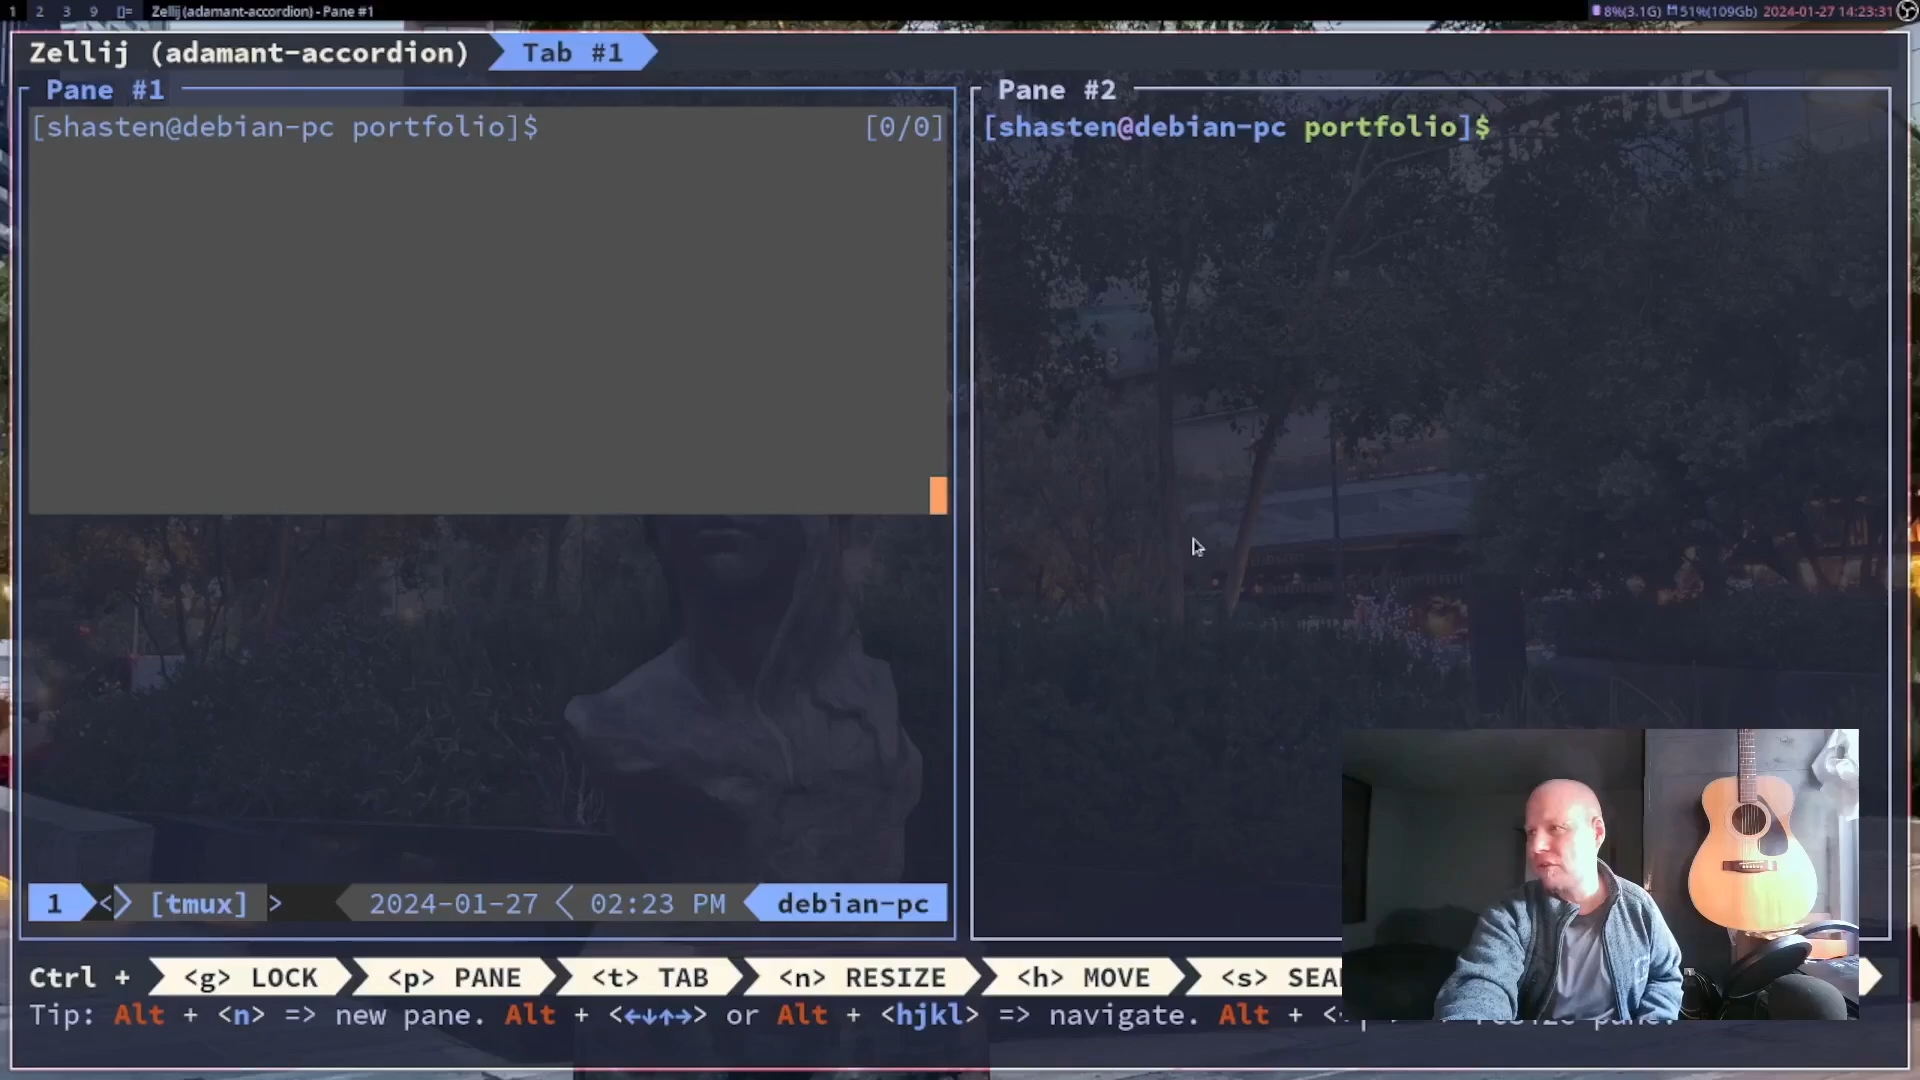 1 2 3 9 []= Zellij (adamant-accordion) - Pane #1
8%(3.1G) 51%(109Gb) 2024-01-27 14:23:31
Zellij (adamant-accordion) Tab #1
Pane #1
[shasten@debian-pc portfolio]$ [0/0]
1 <> [tmux] > 2024-01-27 < 02:23 PM debian-pc
Pane #2
[shasten@debian-pc portfolio]$
Ctrl + <g> LOCK <p> PANE <t> TAB <n> RESIZE <h> MOVE <s>
Tip: Alt + <n> => new pane. Alt + <←↓↑→> or Alt + <hjkl> => navigate. Alt +